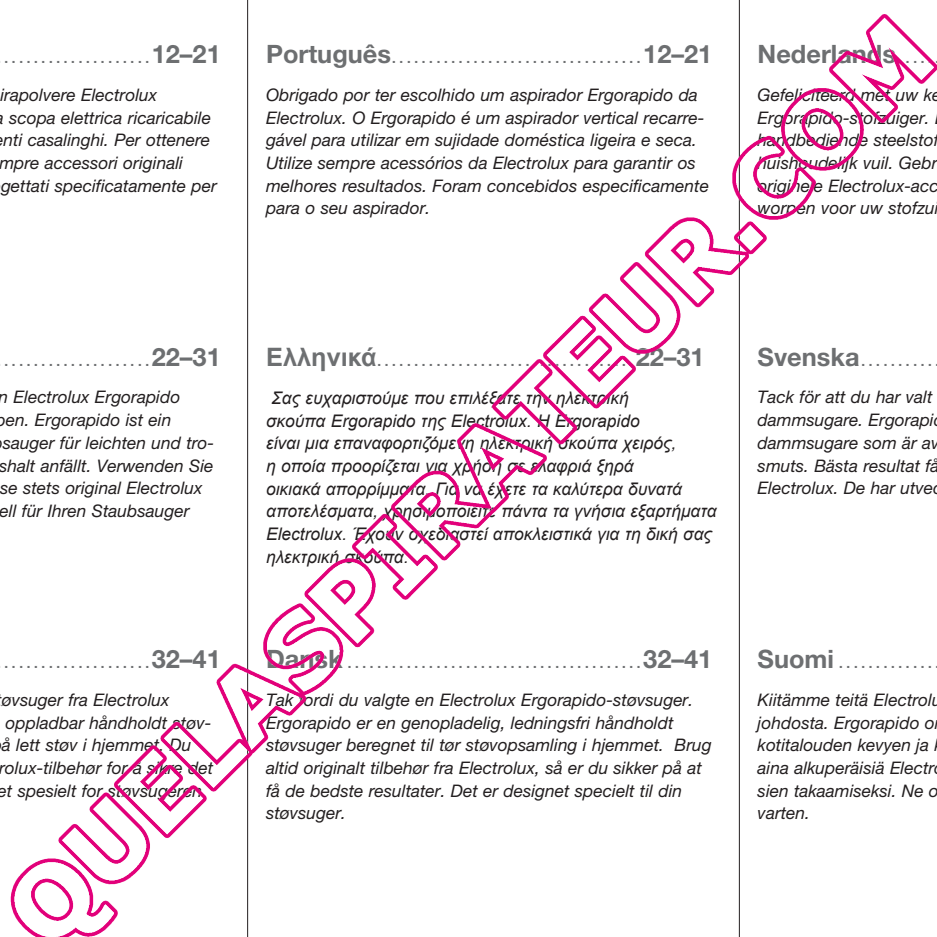 ......................12–21
irapolvere Electrolux
a scopa elettrica ricaricabile
enti casalinghi. Per ottenere
mpre accessori originali
ogettati specificatamente per
......................22–31
n Electrolux Ergorapido
ben. Ergorapido ist ein
bsauger für leichten und tro-
shalt anfällt. Verwenden Sie
se stets original Electrolux
ell für Ihren Staubsauger
......................32–41
tøvsuger fra Electrolux
oppladbar håndholdt støv-
på lett støv i hjemmet. Du
trolux-tilbehør for å sikre det
et spesielt for støvsugeren
Português......................12–21
Obrigado por ter escolhido um aspirador Ergorapido da
Electrolux. O Ergorapido é um aspirador vertical recarre-
gável para utilizar em sujidade doméstica ligeira e seca.
Utilize sempre acessórios da Electrolux para garantir os
melhores resultados. Foram concebidos especificamente
para o seu aspirador.
Ελληνικά......................22–31
Σας ευχαριστούμε που επιλέξατε την ηλεκτρική
σκούπα Ergorapido της Electrolux. Η Ergorapido
είναι μια επαναφορτιζόμενη ηλεκτρική σκούπα χειρός,
η οποία προορίζεται για χρήση σε ελαφριά ξηρά
οικιακά απορρίμματα. Για να έχετε τα καλύτερα δυνατά
αποτελέσματα, χρησιμοποιείτε πάντα τα γνήσια εξαρτήματα
Electrolux. Έχουν σχεδιαστεί αποκλειστικά για τη δική σας
ηλεκτρική σκούπα.
Dansk......................32–41
Tak fordi du valgte en Electrolux Ergorapido-støvsuger.
Ergorapido er en genopladelig, ledningsfri håndholdt
støvsuger beregnet til tør støvopsamling i hjemmet. Brug
altid originalt tilbehør fra Electrolux, så er du sikker på at
få de bedste resultater. Det er designet specielt til din
støvsuger.
Nederlands
Gefeliciteerd met uw ke
Ergorapido-stofzuiger.
handbediende steelstof
huishoudelijk vuil. Gebr
originele Electrolux-acc
worpen voor uw stofzui
Svenska..........
Tack för att du har valt
dammsugare. Ergorapid
dammsugare som är av
smuts. Bästa resultat få
Electrolux. De har utvec
Suomi..........
Kiitämme teitä Electrolu
johdosta. Ergorapido on
kotitalouden kevyen ja k
aina alkuperäisiä Electro
sien takaamiseksi. Ne o
varten.
QUELASPIRATEUR.COM